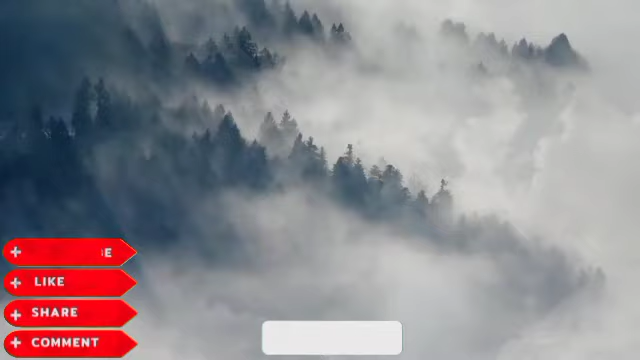 + E
+ LIKE
+ SHARE
+ COMMENT